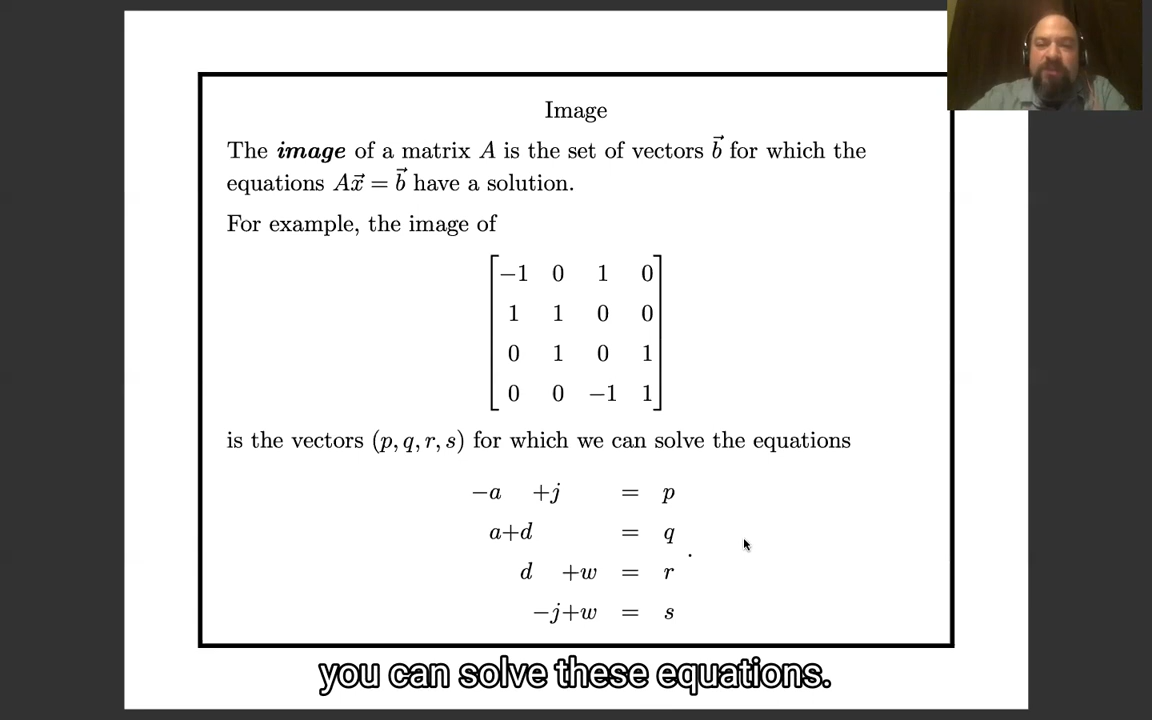 Image
The image of a matrix A is the set of vectors b⃗ for which the
equations Ax⃗ = b⃗ have a solution.
For example, the image of
−1 0 1 0
1 1 0 0
0 1 0 1
0 0 −1 1
is the vectors (p, q, r, s) for which we can solve the equations
−a +j = p
a+d = q
.
d +w = r
−j+w = s
you can solve these equations.